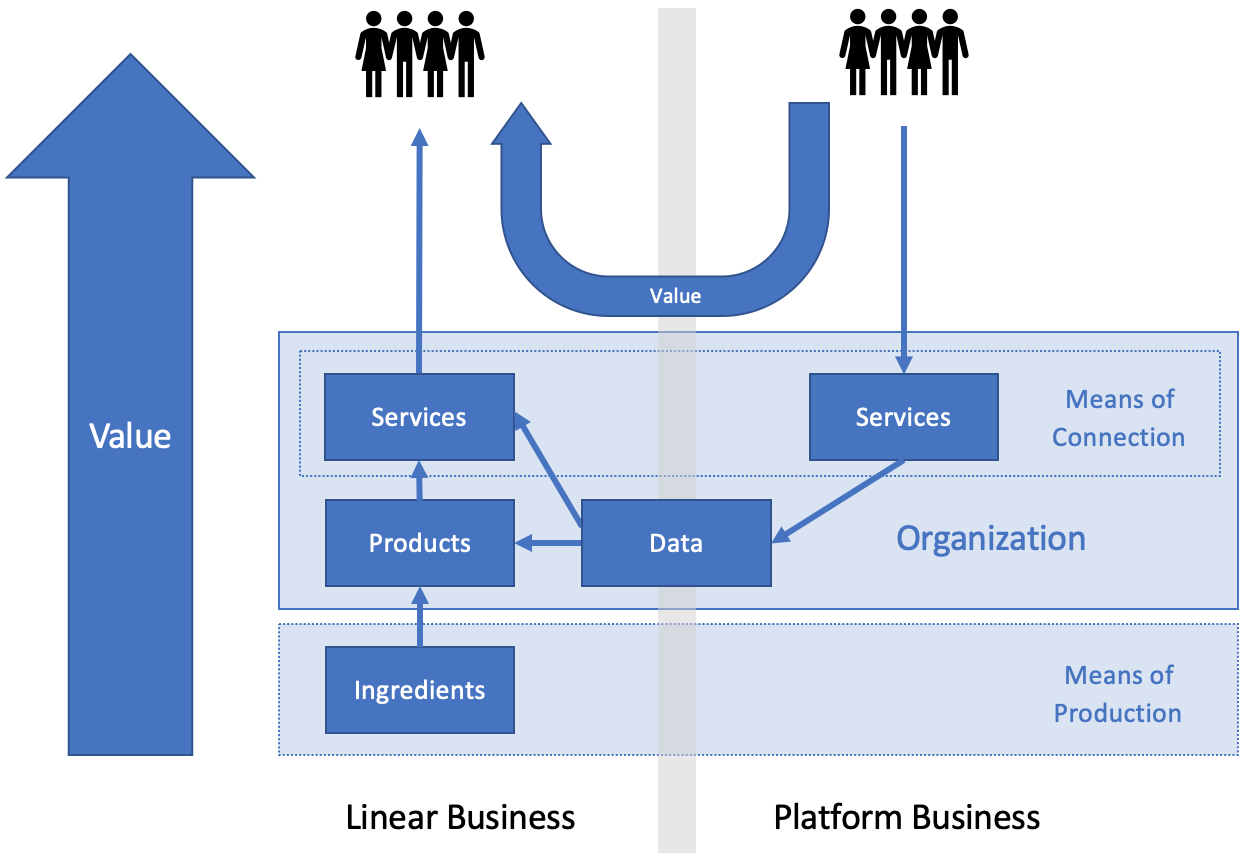 Value
Value
Services
Services
Means of
Connection
Products
Data
Organization
Ingredients
Means of
Production
Linear Business
Platform Business